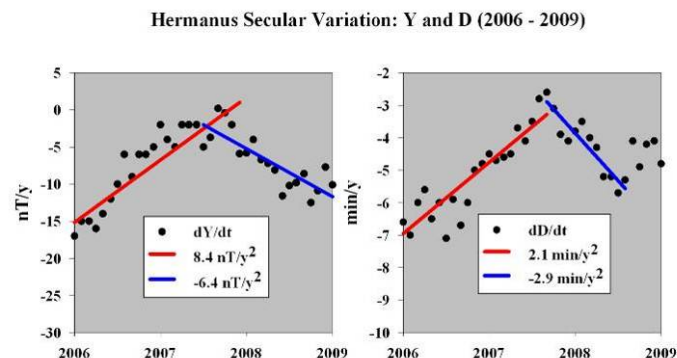 Hermanus Secular Variation: Y and D (2006 - 2009)
nT/y
5
0
-5
-10
-15
-20
-25
-30
2006
2007
2008
2009
dY/dt
8.4 nT/y²
-6.4 nT/y²
min/y
-2
-3
-4
-5
-6
-7
-8
-9
-10
2006
2007
2008
2009
dD/dt
2.1 min/y²
-2.9 min/y²